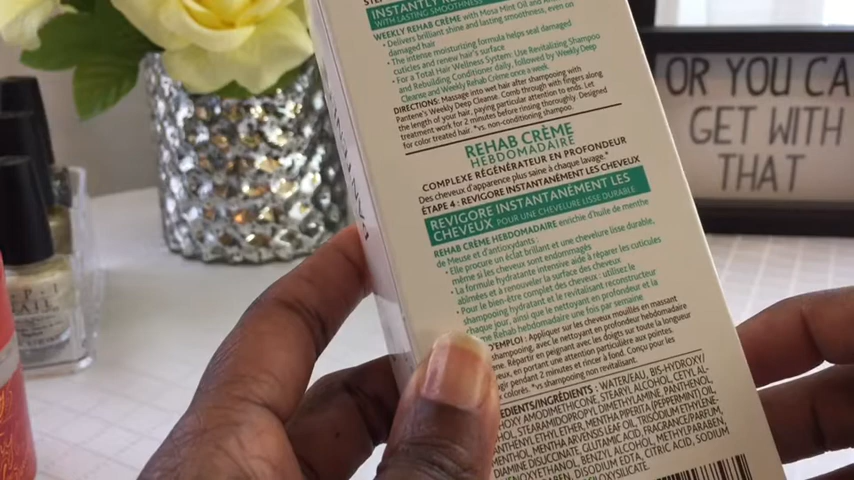 INSTANTLY
WITH LASTING SMOOTHNESS
WEEKLY REHAB CRÈME with Moss Mint Oil and
• Delivers brilliant shine and lasting smoothness, even on
damaged hair
• The intense moisturizing formula helps seal damaged
cuticles and renew hair's surface
• For a Total Hair Wellness System: Use Revitalizing Shampoo
and Rebuilding Conditioner daily, followed by Weekly Deep
Cleanse and Weekly Rehab Crème once a week.
DIRECTIONS: Massage into wet hair after shampooing with
Pantene's Weekly Deep Cleanse. Comb through with fingers along
the length of your hair, paying particular attention to ends. Let
treatment work for 2 minutes before rinsing thoroughly. Designed
for color treated hair. *vs. non-conditioning shampoo.
REHAB CRÈME
HEBDOMADAIRE
COMPLEXE RÉGÉNÉRATEUR EN PROFONDEUR
Des cheveux d'apparence plus saine à chaque lavage.*
ÉTAPE 4: REVIGORE INSTANTANÉMENT LES CHEVEUX
REVIGORE INSTANTANÉMENT LES
CHEVEUX POUR UNE CHEVELURE LISSE DURABLE
REHAB CRÈME HEBDOMADAIRE enrichie d'huile de menthe
de Meuse et d'antioxydants :
• Elle procure un éclat brillant et une chevelure lisse durable,
même si les cheveux sont endommagés
• La formule hydratante intensive aide à réparer les cuticules
abîmées et à renouveler la surface des cheveux
• Pour le bien-être complet des cheveux : utilisez le
shampooing hydratant et le revitalisant reconstructeur
chaque jour, ainsi que le nettoyant en profondeur et la
Rehab hebdomadaire une fois par semaine
D'EMPLOI : Appliquer sur les cheveux mouillés en massant
shampooing, avec le nettoyant en profondeur hebdomadaire
Répartir en peignant avec les doigts sur toute la longueur
en portant une attention particulière aux pointes
agir pendant 2 minutes et rincer à fond. Conçu pour les
colorés. *vs shampooing non revitalisant.
INGREDIENTS/INGRÉDIENTS : WATER/EAU, BIS-HYDROXY/
AMODIMETHICONE, STEARYL ALCOHOL, CETYL
STEARAMIDOPROPYL DIMETHYLAMINE, PANTHENOL,
PANTHENYL ETHYL ETHER, MENTHA PIPERITA (PEPPERMINT) OIL
MENTHA ARVENSIS LEAF OIL, TRISODIUM ETHYLENE
DIAMINE DISUCCINATE, GLUTAMIC ACID, FRAGRANCE/PARFUM,
PHENOXYETHANOL, BENZYL ALCOHOL, CITRIC ACID, SODIUM
DISODIUM EDTA,
OR YOU CA
GET WITH
THAT
O·P·I
NAIL